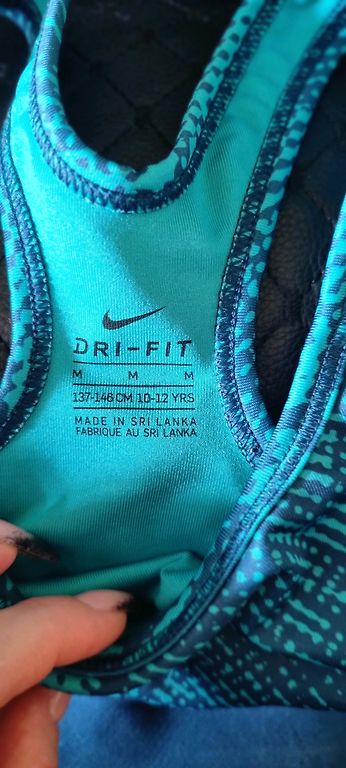 DRI-FIT
M M M
137-146 CM 10-12 YRS
MADE IN SRI LANKA
FABRIQUE AU SRI LANKA